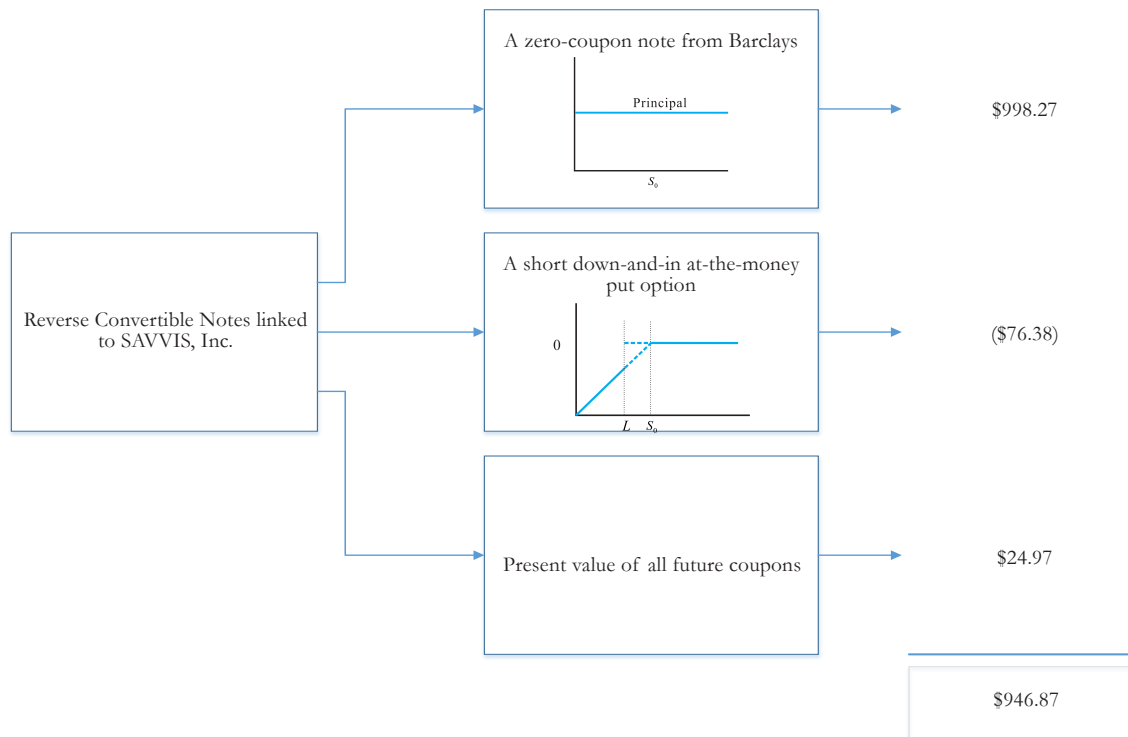 A zero-coupon note from Barclays
Principal
S₀
$998.27
Reverse Convertible Notes linked
to SAVVIS, Inc.
A short down-and-in at-the-money
put option
0
L S₀
($76.38)
Present value of all future coupons
$24.97
$946.87